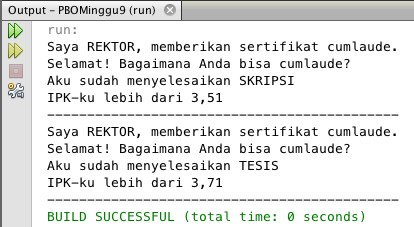 Output – PBOMinggu9 (run)
run:
Saya REKTOR, memberikan sertifikat cumlaude.
Selamat! Bagaimana Anda bisa cumlaude?
Aku sudah menyelesaikan SKRIPSI
IPK-ku lebih dari 3,51
----------------------------------------------
Saya REKTOR, memberikan sertifikat cumlaude.
Selamat! Bagaimana Anda bisa cumlaude?
Aku sudah menyelesaikan TESIS
IPK-ku lebih dari 3,71
----------------------------------------------
BUILD SUCCESSFUL (total time: 0 seconds)